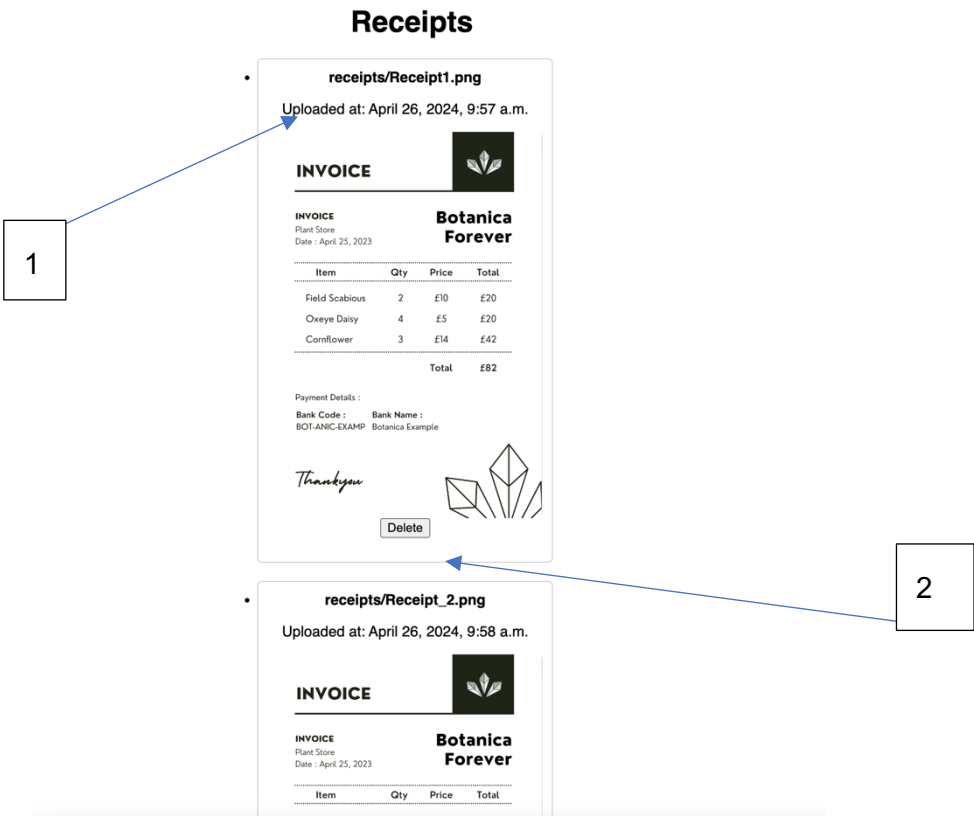 Receipts
receipts/Receipt1.png
Uploaded at: April 26, 2024, 9:57 a.m.
INVOICE
INVOICE
Plant Store
Date : April 25, 2023
Botanica
Forever
Item Qty Price Total
Field Scabious 2 £10 £20
Oxeye Daisy 4 £5 £20
Cornflower 3 £14 £42
Total £82
Payment Details :
Bank Code : Bank Name :
BOT-ANIC-EXAMP Botanica Example
Thankyou
Delete
1
2
receipts/Receipt_2.png
Uploaded at: April 26, 2024, 9:58 a.m.
INVOICE
INVOICE
Plant Store
Date : April 25, 2023
Botanica
Forever
Item Qty Price Total